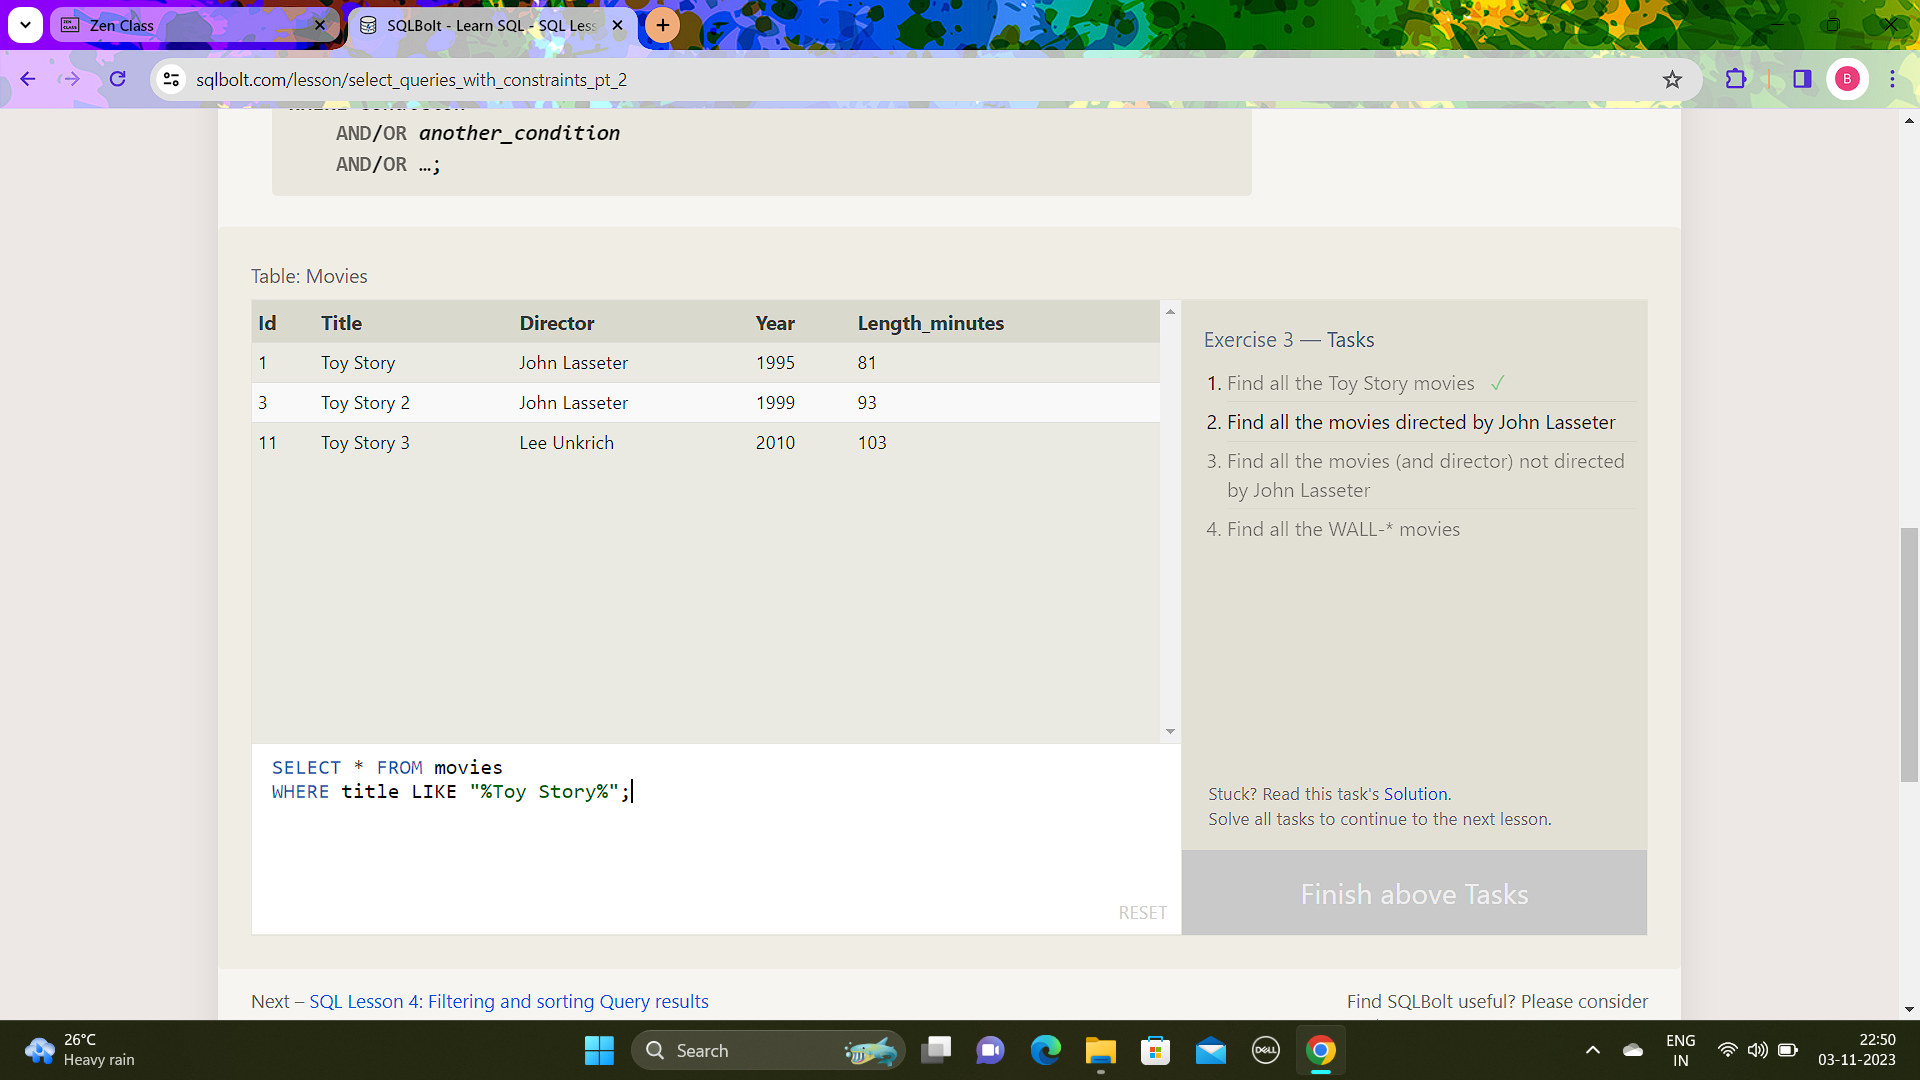 Zen Class
SQLBolt - Learn SQL - SQL Less
sqlbolt.com/lesson/select_queries_with_constraints_pt_2
B
AND/OR another_condition
AND/OR …;
Table: Movies
Id Title Director Year Length_minutes
1 Toy Story John Lasseter 1995 81
3 Toy Story 2 John Lasseter 1999 93
11 Toy Story 3 Lee Unkrich 2010 103
Exercise 3 — Tasks
1. Find all the Toy Story movies ✓
2. Find all the movies directed by John Lasseter
3. Find all the movies (and director) not directed
by John Lasseter
4. Find all the WALL-* movies
SELECT * FROM movies
WHERE title LIKE "%Toy Story%";
RESET
Stuck? Read this task's Solution.
Solve all tasks to continue to the next lesson.
Finish above Tasks
Next – SQL Lesson 4: Filtering and sorting Query results
Find SQLBolt useful? Please consider
26°C
Heavy rain
Search
DELL
ENG
IN
22:50
03-11-2023